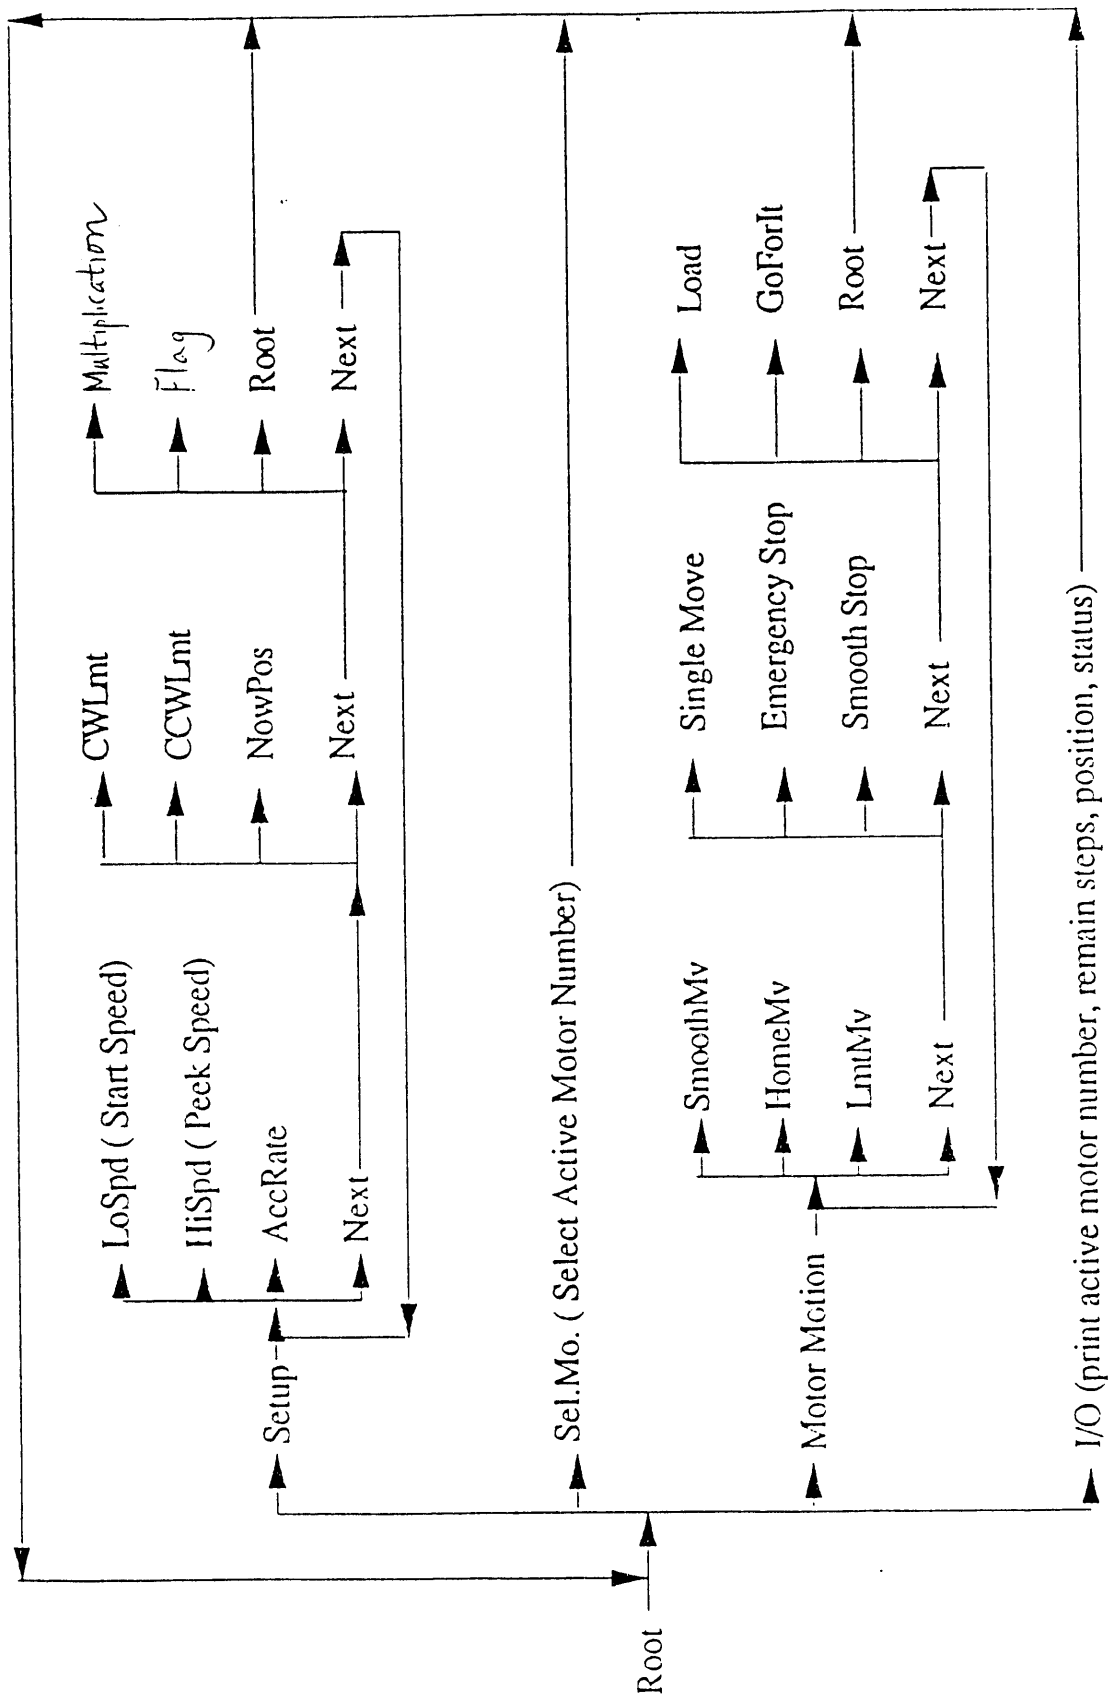 Root
Setup
LoSpd ( Start Speed)
HiSpd ( Peek Speed)
AccRate
Next
CWLmt
CCWLmt
NowPos
Next
Multiplication
Flag
Root
Next
Sel.Mo. ( Select Active Motor Number)
Motor Motion
SmoothMv
HomeMv
LmtMv
Next
Single Move
Emergency Stop
Smooth Stop
Next
Load
GoForIt
Root
Next
I/O (print active motor number, remain steps, position, status)